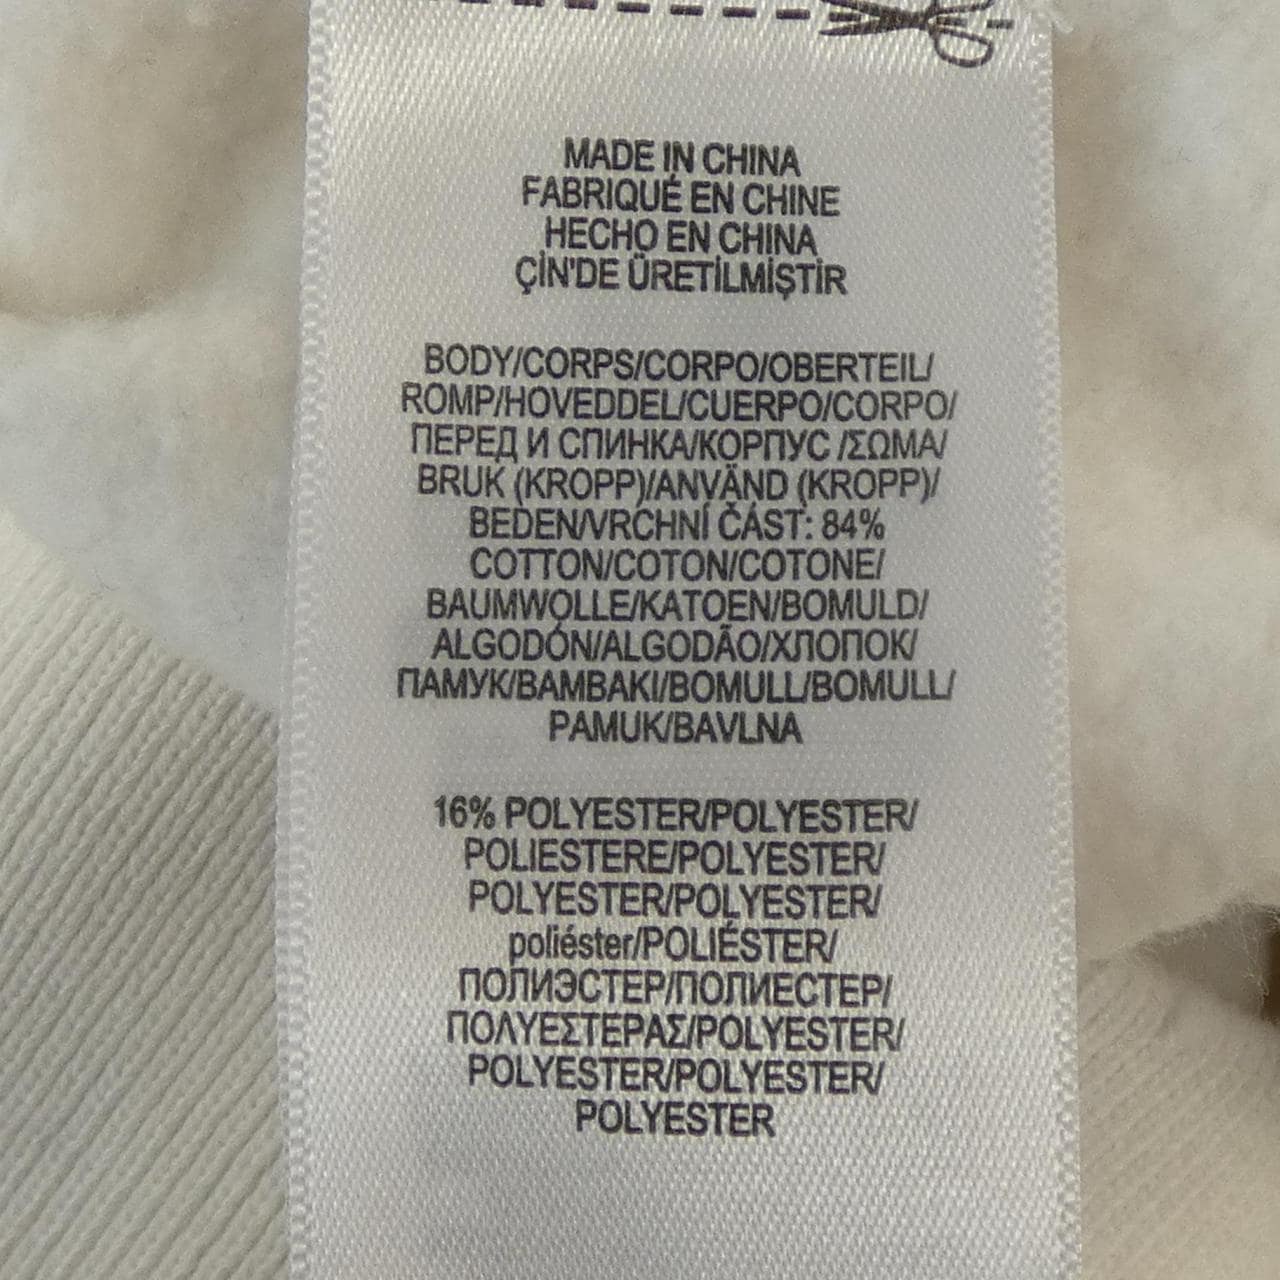 MADE IN CHINA
FABRIQUÉ EN CHINE
HECHO EN CHINA
ÇİN'DE ÜRETİLMİŞTİR
BODY/CORPS/CORPO/OBERTEIL/
ROMP/HOVEDDEL/CUERPO/CORPO/
ПЕРЕД И СПИНКА/КОРПУС /ΣΩΜΑ/
BRUK (KROPP)/ANVÄND (KROPP)/
BEDEN/VRCHNÍ ČÁST: 84%
COTTON/COTON/COTONE/
BAUMWOLLE/KATOEN/BOMULD/
ALGODÓN/ALGODÃO/ХЛОПОК/
ПАМУК/BAMBAKI/BOMULL/BOMULL/
PAMUK/BAVLNA
16% POLYESTER/POLYESTER/
POLIESTERE/POLYESTER/
POLYESTER/POLYESTER/
poliéster/POLIÉSTER/
ПОЛИЭСТЕР/ПОЛИЕСТЕР/
ΠΟΛΥΕΣΤΕΡΑΣ/POLYESTER/
POLYESTER/POLYESTER/
POLYESTER